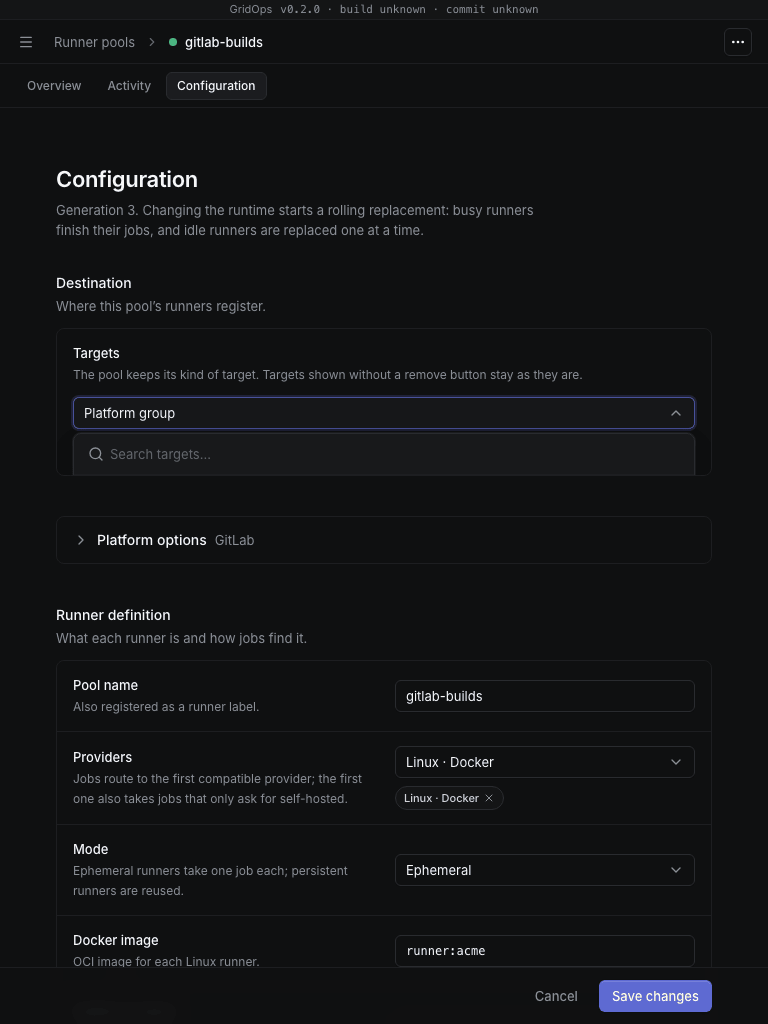 GridOps v0.2.0 · build unknown · commit unknown
Runner pools
gitlab-builds
Overview
Activity
Configuration
Configuration
Generation 3. Changing the runtime starts a rolling replacement: busy runners
finish their jobs, and idle runners are replaced one at a time.
Destination
Where this pool’s runners register.
Targets
The pool keeps its kind of target. Targets shown without a remove button stay as they are.
Platform group
Search targets...
Platform options GitLab
Runner definition
What each runner is and how jobs find it.
Pool name
Also registered as a runner label.
gitlab-builds
Providers
Jobs route to the first compatible provider; the first
one also takes jobs that only ask for self-hosted.
Linux · Docker
Linux · Docker
Mode
Ephemeral runners take one job each; persistent
runners are reused.
Ephemeral
Docker image
OCI image for each Linux runner.
runner:acme
Cancel
Save changes